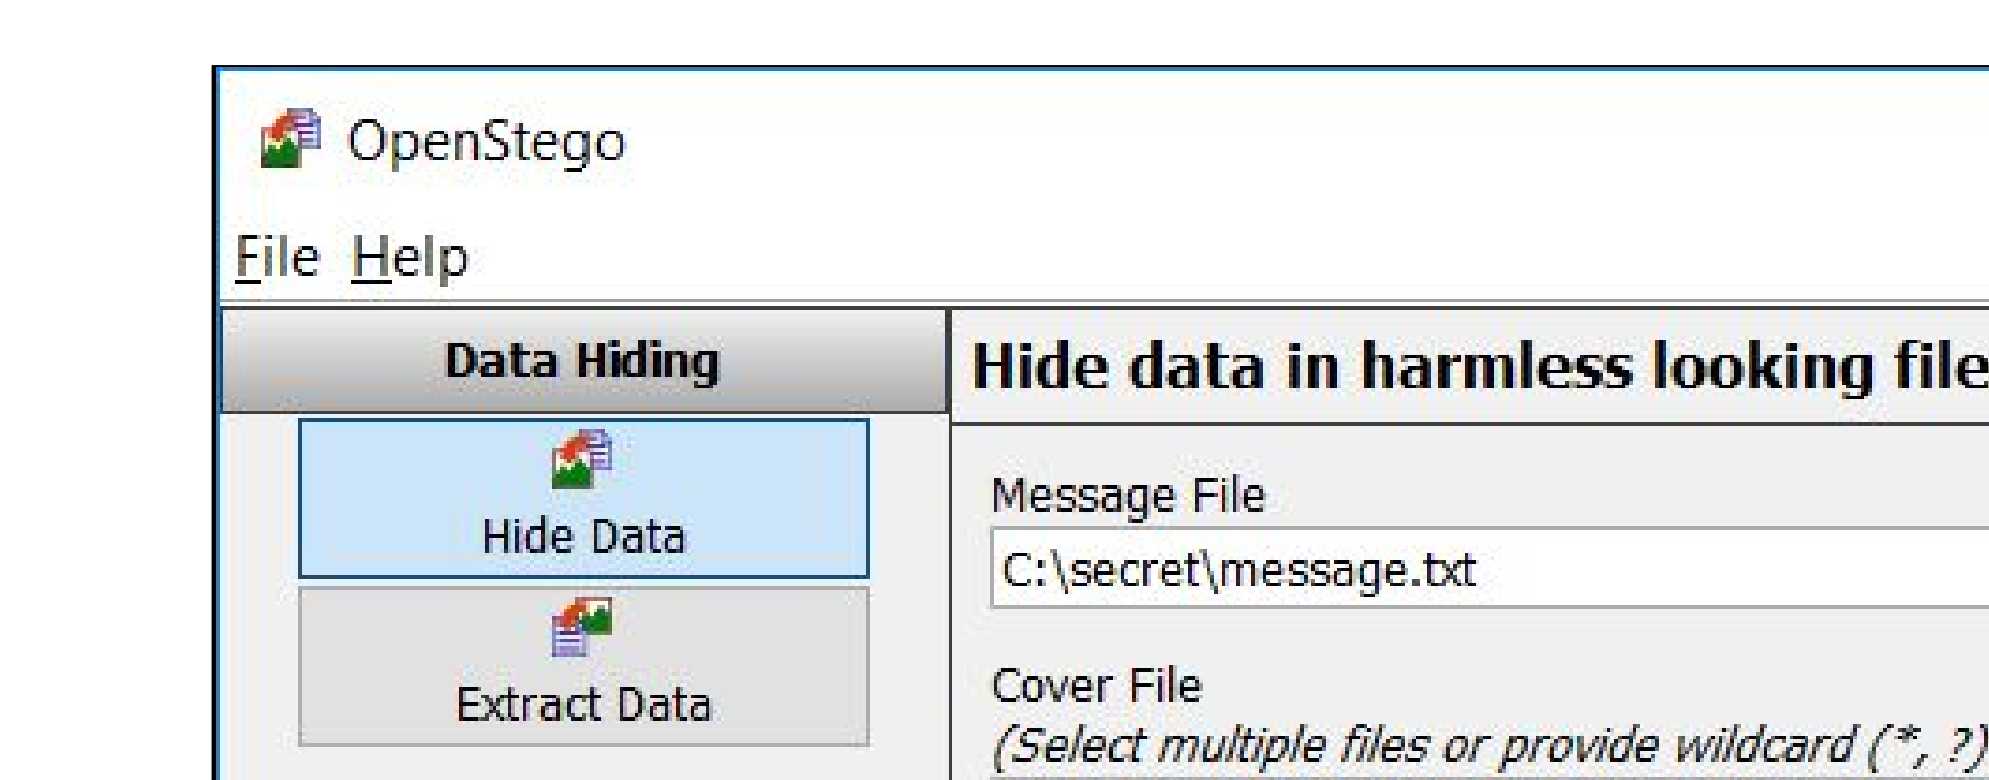 OpenStego
File Help
Data Hiding
Hide data in harmless looking file
Hide Data
Extract Data
Message File
C:\secret\message.txt
Cover File
(Select multiple files or provide wildcard (*, ?)